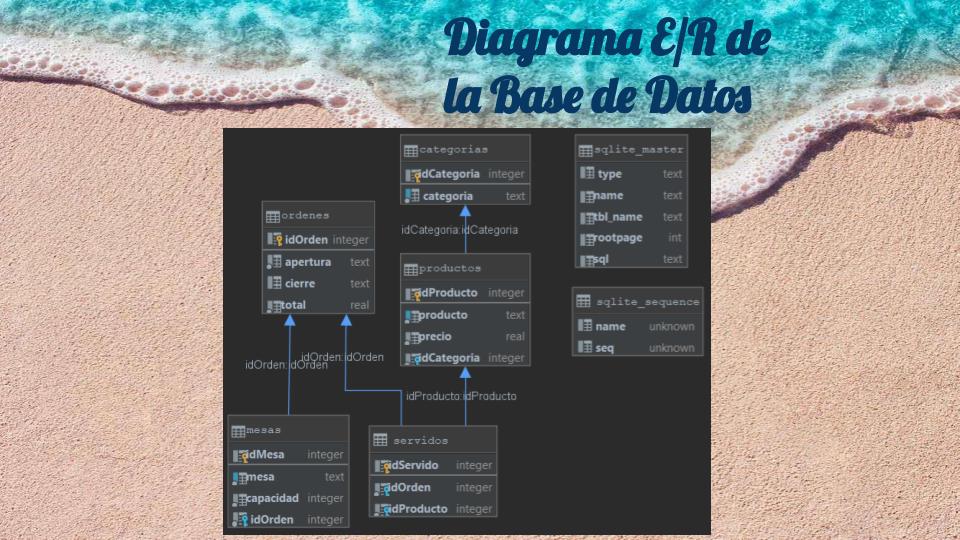 Diagrama E/R de
la Base de Datos
categorias
idCategoria integer
categoria text
sqlite_master
type text
name text
tbl_name text
rootpage int
sql text
ordenes
idOrden integer
apertura text
cierre text
total real
idCategoria:idCategoria
productos
idProducto integer
producto text
precio real
idCategoria integer
sqlite_sequence
name unknown
seq unknown
idOrden:idOrden
idOrden:idOrden
idProducto:idProducto
mesas
idMesa integer
mesa text
capacidad integer
idOrden integer
servidos
idServido integer
idOrden integer
idProducto integer